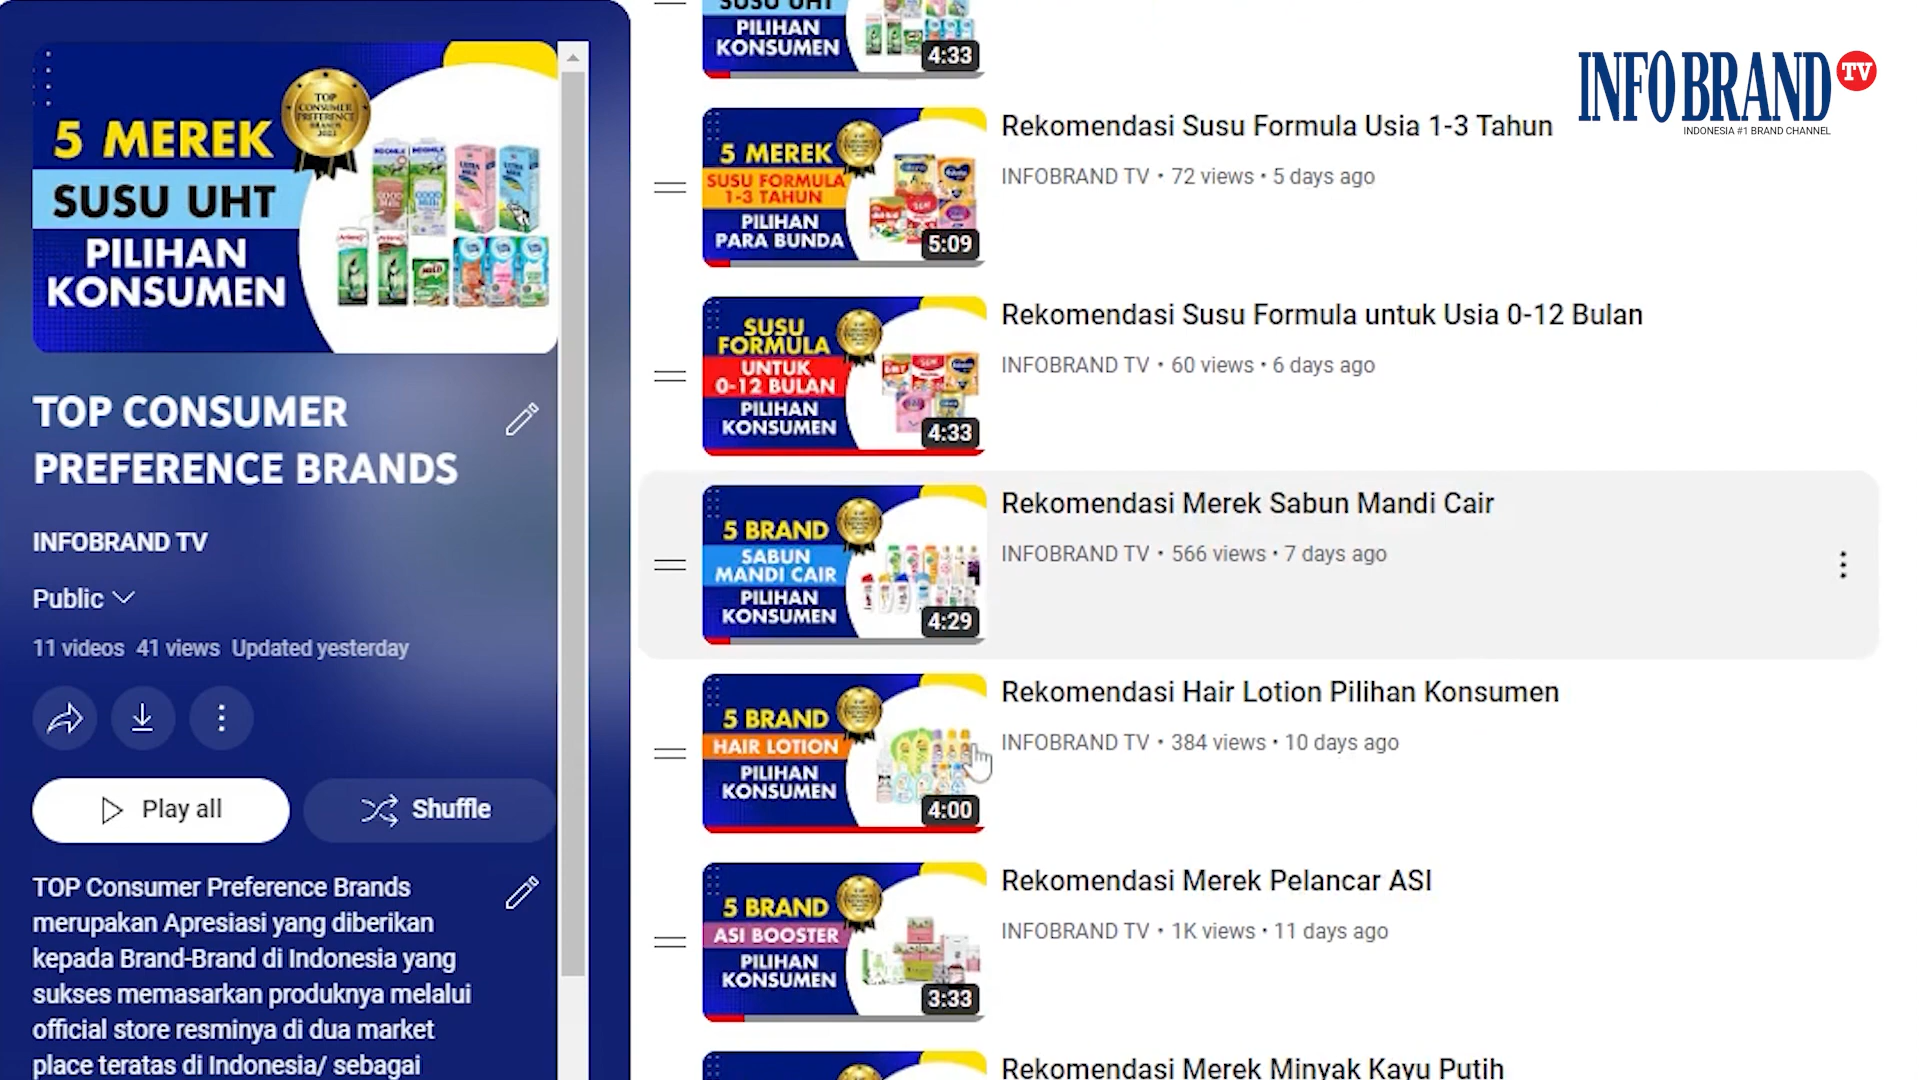 5 MEREK
SUSU UHT
PILIHAN
KONSUMEN
TOP
CONSUMER
PREFERENCE
BRANDS
TOP CONSUMER
PREFERENCE BRANDS
INFOBRAND TV
Public
11 videos 41 views Updated yesterday
Play all
Shuffle
TOP Consumer Preference Brands
merupakan Apresiasi yang diberikan
kepada Brand-Brand di Indonesia yang
sukses memasarkan produknya melalui
official store resminya di dua market
place teratas di Indonesia/ sebagai
SUSU UHT
PILIHAN
KONSUMEN
4:33
5 MEREK
SUSU FORMULA
1-3 TAHUN
PILIHAN
PARA BUNDA
5:09
Rekomendasi Susu Formula Usia 1-3 Tahun
INFOBRAND TV • 72 views • 5 days ago
SUSU
FORMULA
UNTUK
0-12 BULAN
PILIHAN
KONSUMEN
4:33
Rekomendasi Susu Formula untuk Usia 0-12 Bulan
INFOBRAND TV • 60 views • 6 days ago
5 BRAND
SABUN
MANDI CAIR
PILIHAN
KONSUMEN
4:29
Rekomendasi Merek Sabun Mandi Cair
INFOBRAND TV • 566 views • 7 days ago
5 BRAND
HAIR LOTION
PILIHAN
KONSUMEN
4:00
Rekomendasi Hair Lotion Pilihan Konsumen
INFOBRAND TV • 384 views • 10 days ago
5 BRAND
ASI BOOSTER
PILIHAN
KONSUMEN
3:33
Rekomendasi Merek Pelancar ASI
INFOBRAND TV • 1K views • 11 days ago
Rekomendasi Merek Minyak Kayu Putih
INFO BRAND TV
INDONESIA #1 BRAND CHANNEL